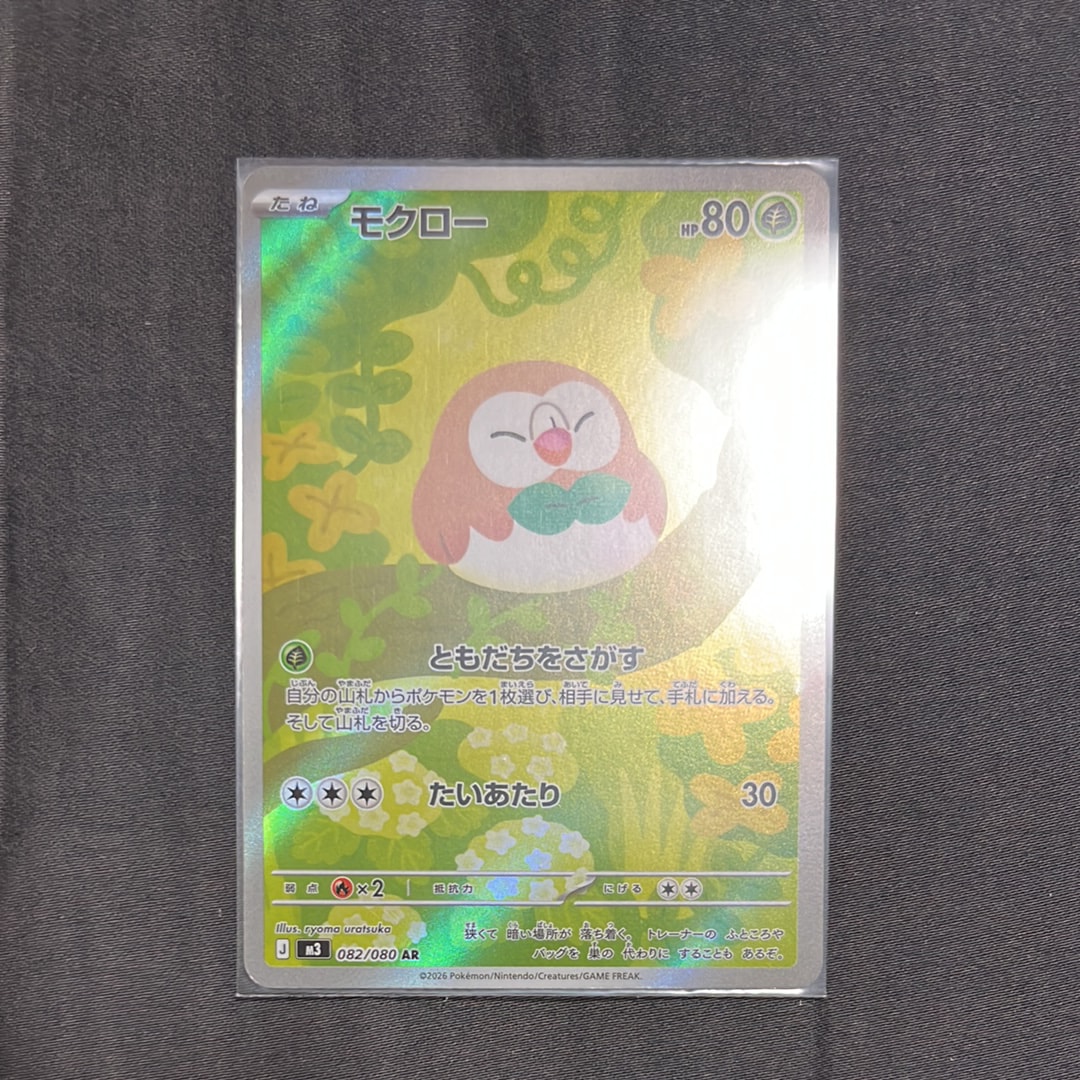 たね モクロー HP80
ともだちをさがす
自分の山札からポケモンを1枚選び、相手に見せて、手札に加える。
そして山札を切る。
たいあたり 30
弱点 ×2 抵抗力 にげる
Illus. ryoma uratsuka
狭くて 暗い場所が 落ち着く。 トレーナーの ふところや
J M3 082/080 AR
バッグを 巣の 代わりに することも あるぞ。
©2026 Pokémon/Nintendo/Creatures/GAME FREAK.